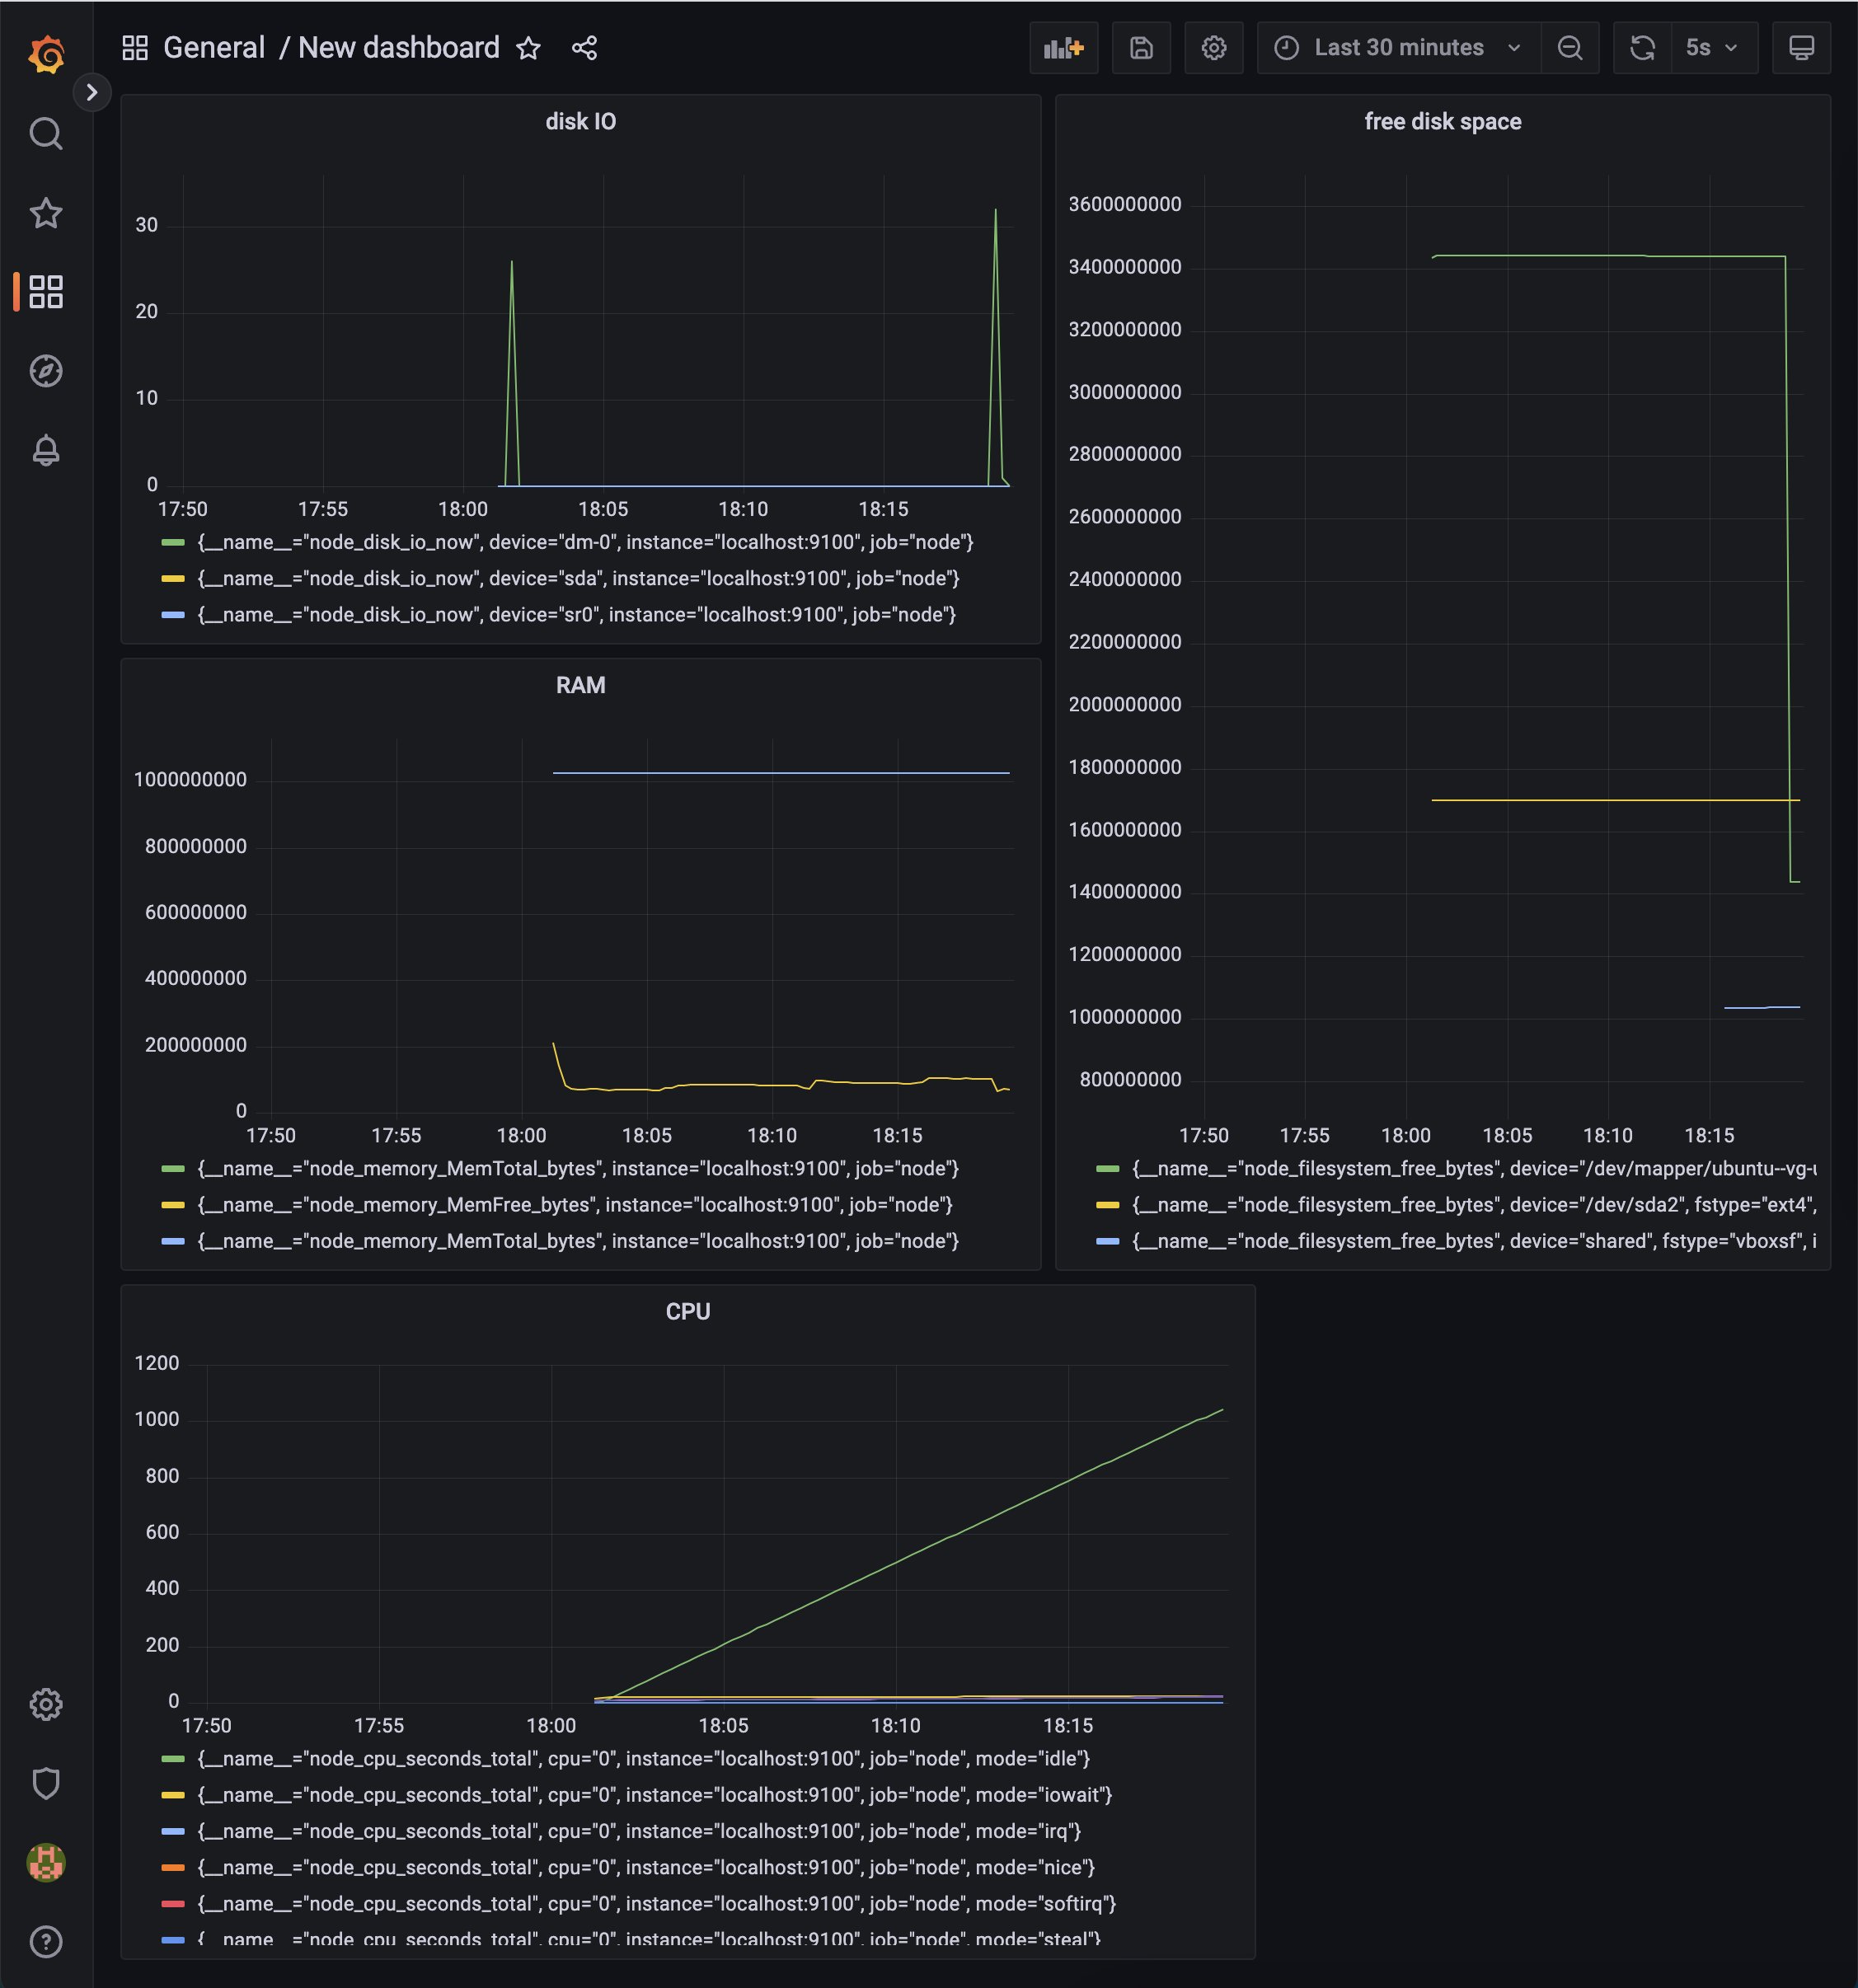 General / New dashboard
Last 30 minutes
5s
disk IO
30
20
10
0
17:50 17:55 18:00 18:05 18:10 18:15
{__name__="node_disk_io_now", device="dm-0", instance="localhost:9100", job="node"}
{__name__="node_disk_io_now", device="sda", instance="localhost:9100", job="node"}
{__name__="node_disk_io_now", device="sr0", instance="localhost:9100", job="node"}
free disk space
3600000000
3400000000
3200000000
3000000000
2800000000
2600000000
2400000000
2200000000
2000000000
1800000000
1600000000
1400000000
1200000000
1000000000
800000000
17:50 17:55 18:00 18:05 18:10 18:15
{__name__="node_filesystem_free_bytes", device="/dev/mapper/ubuntu--vg-u
{__name__="node_filesystem_free_bytes", device="/dev/sda2", fstype="ext4",
{__name__="node_filesystem_free_bytes", device="shared", fstype="vboxsf", i
RAM
1000000000
800000000
600000000
400000000
200000000
0
17:50 17:55 18:00 18:05 18:10 18:15
{__name__="node_memory_MemTotal_bytes", instance="localhost:9100", job="node"}
{__name__="node_memory_MemFree_bytes", instance="localhost:9100", job="node"}
{__name__="node_memory_MemTotal_bytes", instance="localhost:9100", job="node"}
CPU
1200
1000
800
600
400
200
0
17:50 17:55 18:00 18:05 18:10 18:15
{__name__="node_cpu_seconds_total", cpu="0", instance="localhost:9100", job="node", mode="idle"}
{__name__="node_cpu_seconds_total", cpu="0", instance="localhost:9100", job="node", mode="iowait"}
{__name__="node_cpu_seconds_total", cpu="0", instance="localhost:9100", job="node", mode="irq"}
{__name__="node_cpu_seconds_total", cpu="0", instance="localhost:9100", job="node", mode="nice"}
{__name__="node_cpu_seconds_total", cpu="0", instance="localhost:9100", job="node", mode="softirq"}
{__name__="node_cpu_seconds_total", cpu="0", instance="localhost:9100", job="node", mode="steal"}